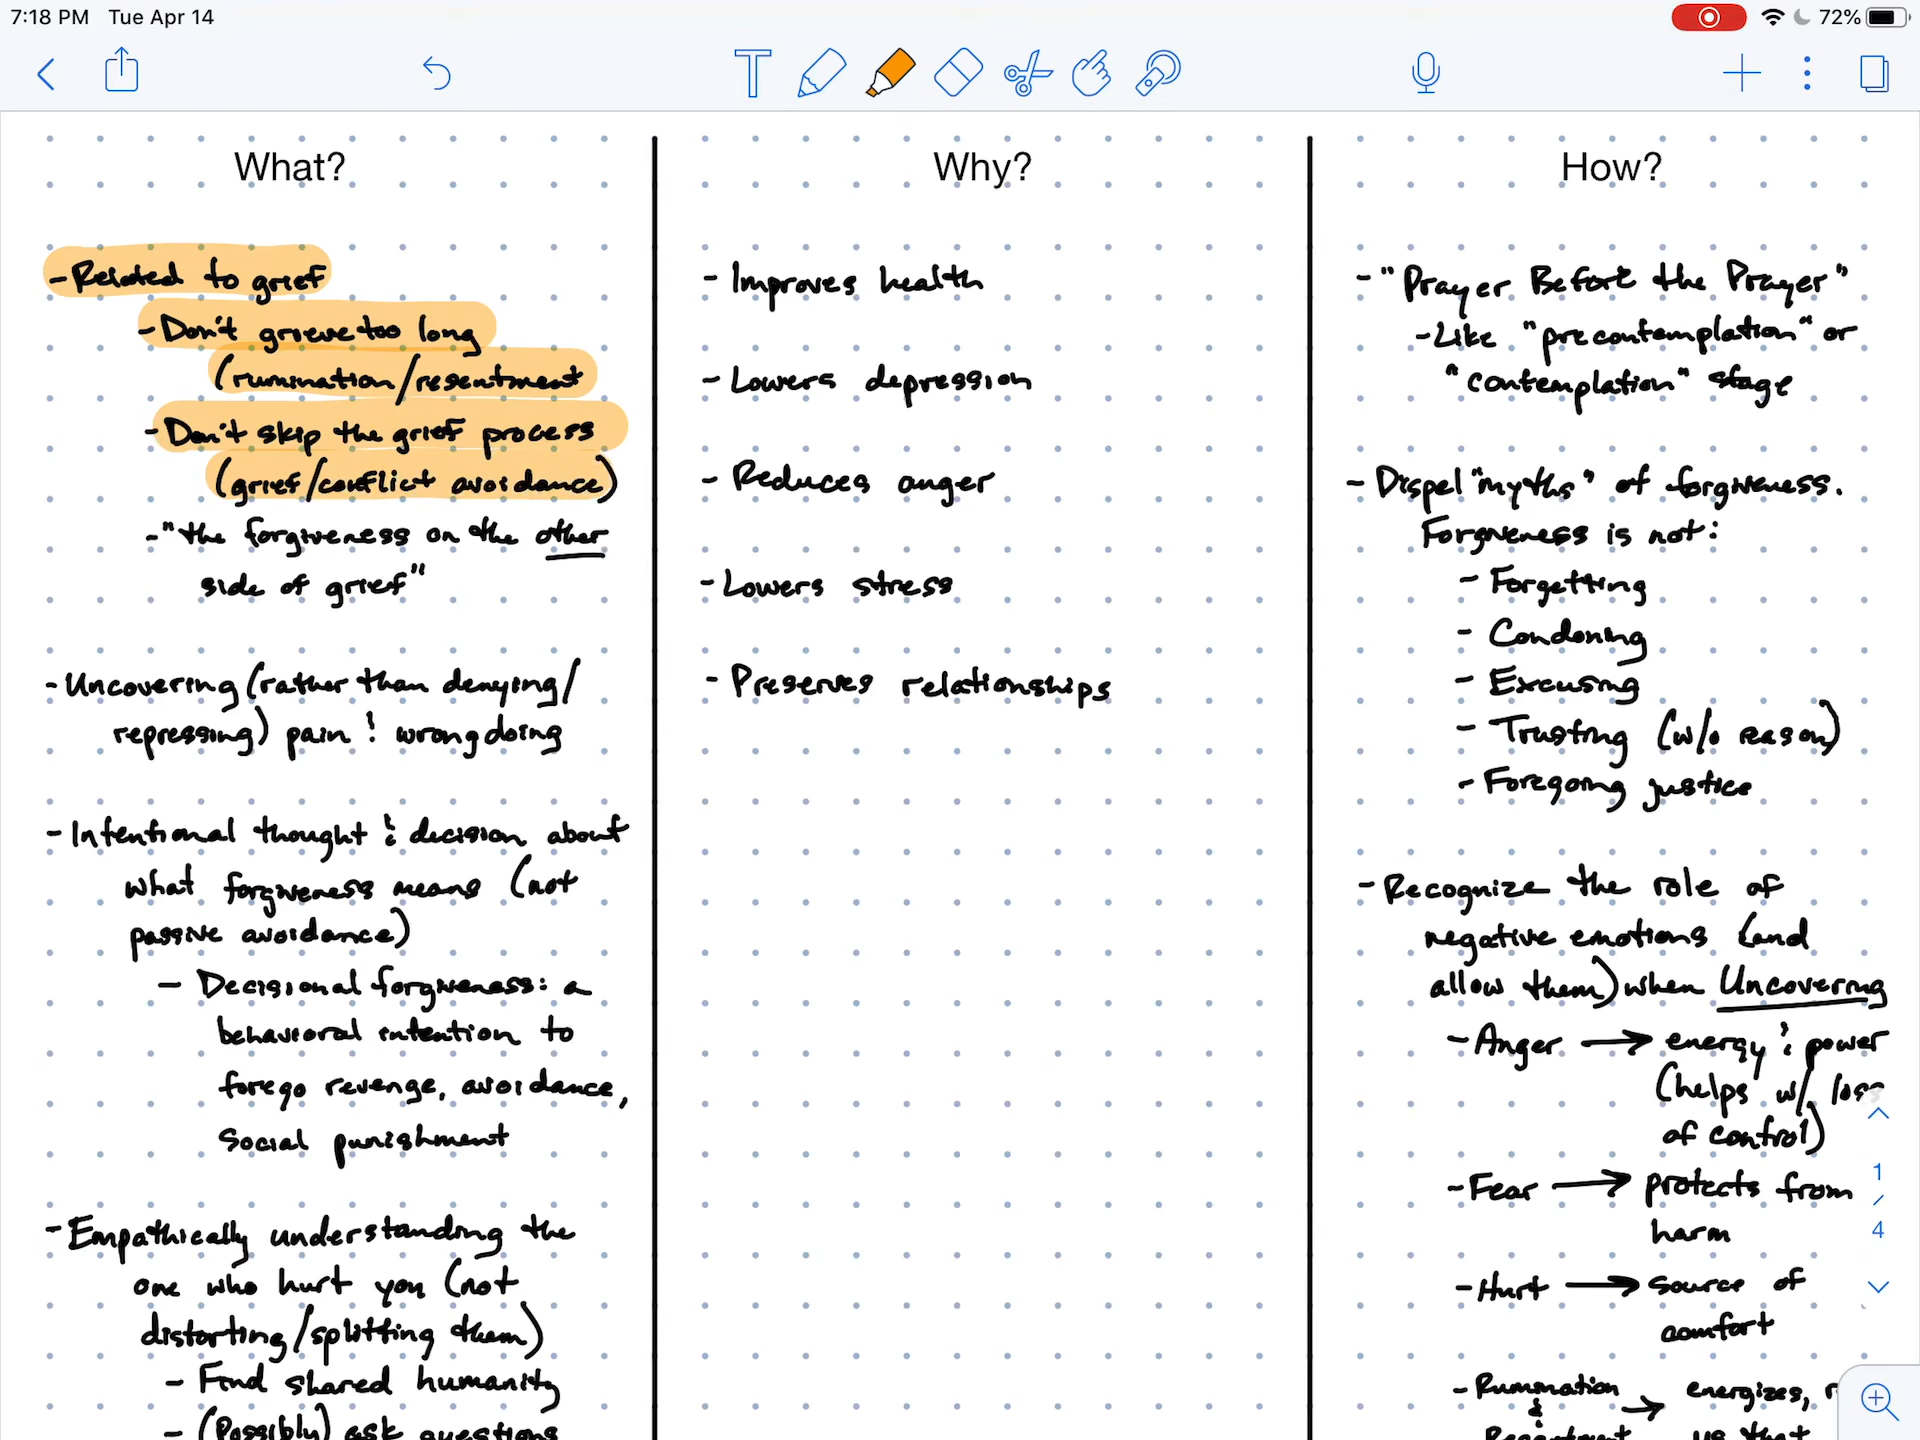 7:18 PM Tue Apr 14
72%
What?
- Related to grief
- Don't grieve too long
(rumination/resentment
- Don't skip the grief process
(grief/conflict avoidance)
- "the forgiveness on the other
side of grief"
- Uncovering (rather than denying/
repressing) pain & wrongdoing
- Intentional thought & decision about
what forgiveness means (not
passive avoidance)
- Decisional forgiveness: a
behavioral intention to
forego revenge, avoidance,
social punishment
- Empathically understanding the
one who hurt you (not
distorting/splitting them)
- Find shared humanity
- (Possibly) ask questions
Why?
- Improves health
- Lowers depression
- Reduces anger
- Lowers stress
- Preserves relationships
How?
- "Prayer Before the Prayer"
- Like "precontemplation" or
"contemplation" stage
- Dispel "myths" of forgiveness.
Forgiveness is not:
- Forgetting
- Condoning
- Excusing
- Trusting (w/o reason)
- Foregoing justice
- Recognize the role of
negative emotions (and
allow them) when Uncovering
- Anger → energy & power
(helps w/ loss
of control)
- Fear → protects from
harm
- Hurt → source of
comfort
- Rumination → energizes,
&
Resentment us that
1
/
4